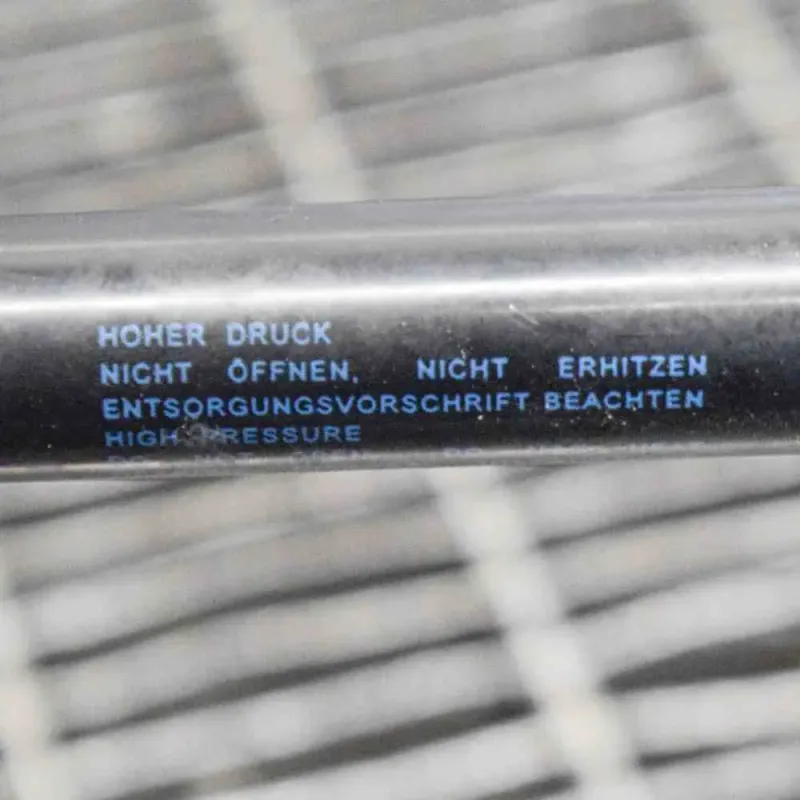 HOHER DRUCK
NICHT ÖFFNEN, NICHT ERHITZEN
ENTSORGUNGSVORSCHRIFT BEACHTEN
HIGH PRESSURE